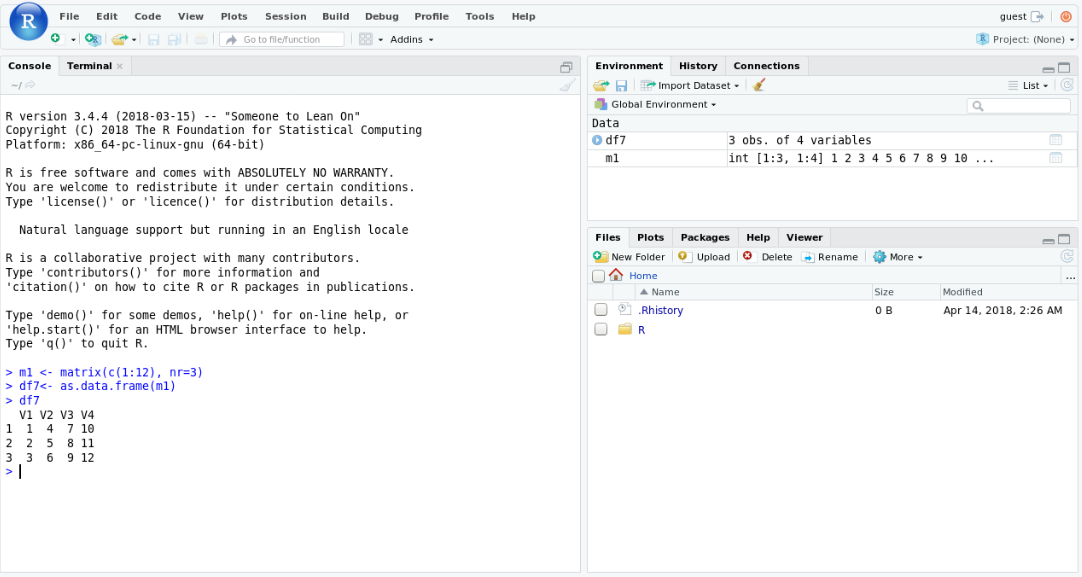 R File Edit Code View Plots Session Build Debug Profile Tools Help guest
Go to file/function Addins Project: (None)
Console Terminal
~/
R version 3.4.4 (2018-03-15) -- "Someone to Lean On"
Copyright (C) 2018 The R Foundation for Statistical Computing
Platform: x86_64-pc-linux-gnu (64-bit)
R is free software and comes with ABSOLUTELY NO WARRANTY.
You are welcome to redistribute it under certain conditions.
Type 'license()' or 'licence()' for distribution details.
Natural language support but running in an English locale
R is a collaborative project with many contributors.
Type 'contributors()' for more information and
'citation()' on how to cite R or R packages in publications.
Type 'demo()' for some demos, 'help()' for on-line help, or
'help.start()' for an HTML browser interface to help.
Type 'q()' to quit R.
> m1 <- matrix(c(1:12), nr=3)
> df7<- as.data.frame(m1)
> df7
V1 V2 V3 V4
1 1 4 7 10
2 2 5 8 11
3 3 6 9 12
>
Environment History Connections
Import Dataset List
Global Environment
Data
df7 3 obs. of 4 variables
m1 int [1:3, 1:4] 1 2 3 4 5 6 7 8 9 10 ...
Files Plots Packages Help Viewer
New Folder Upload Delete Rename More
Home ...
Name Size Modified
.Rhistory 0 B Apr 14, 2018, 2:26 AM
R